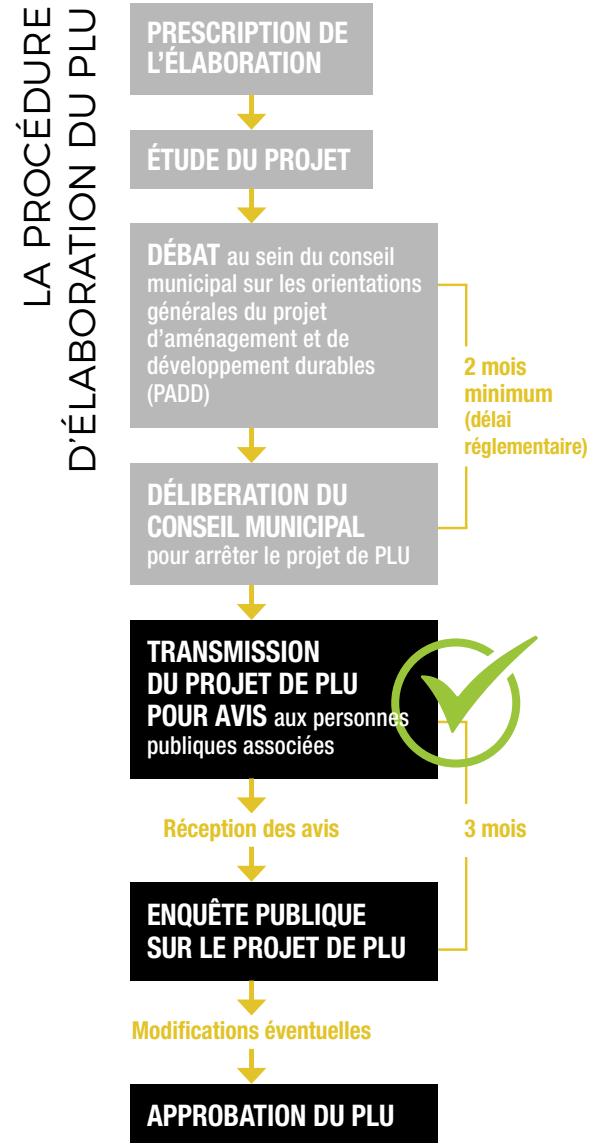 LA PROCÉDURE
D'ÉLABORATION DU PLU
PRESCRIPTION DE
L'ÉLABORATION
ÉTUDE DU PROJET
DÉBAT au sein du conseil
municipal sur les orientations
générales du projet
d'aménagement et de
développement durables
(PADD)
2 mois
minimum
(délai
réglementaire)
DÉLIBERATION DU
CONSEIL MUNICIPAL
pour arrêter le projet de PLU
TRANSMISSION
DU PROJET DE PLU
POUR AVIS aux personnes
publiques associées
Réception des avis
3 mois
ENQUÊTE PUBLIQUE
SUR LE PROJET DE PLU
Modifications éventuelles
APPROBATION DU PLU